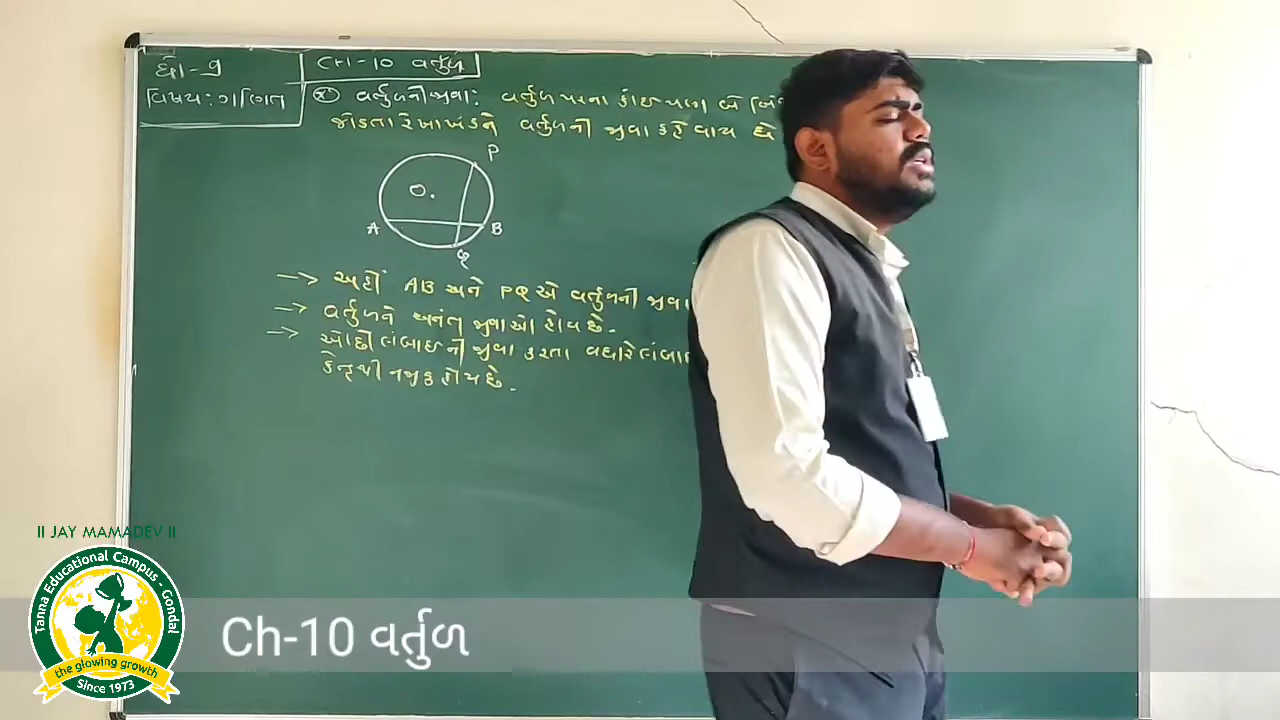 ધો-૭
વિષય: ગણિત
CH-10 વર્તુળ
વર્તુળની જીવા: વર્તુળ પરના કોઇ પણ બે
જોડતા રેખાખંડને વર્તુળની જીવા કહેવાય છે
P
O.
A
B
Q
→ અહીં AB અને PQ એ વર્તુળની જીવા
→ વર્તુળને અનંત જીવાઓ હોય છે.
→ ઓછી લંબાઇની જીવા કરતા વધારે
કેન્દ્રથી નજીક હોય છે.
II JAY MAMADEV II
Tanna Educational Campus - Gondal
the glowing growth
Since 1973
Ch-10 વર્તુળ